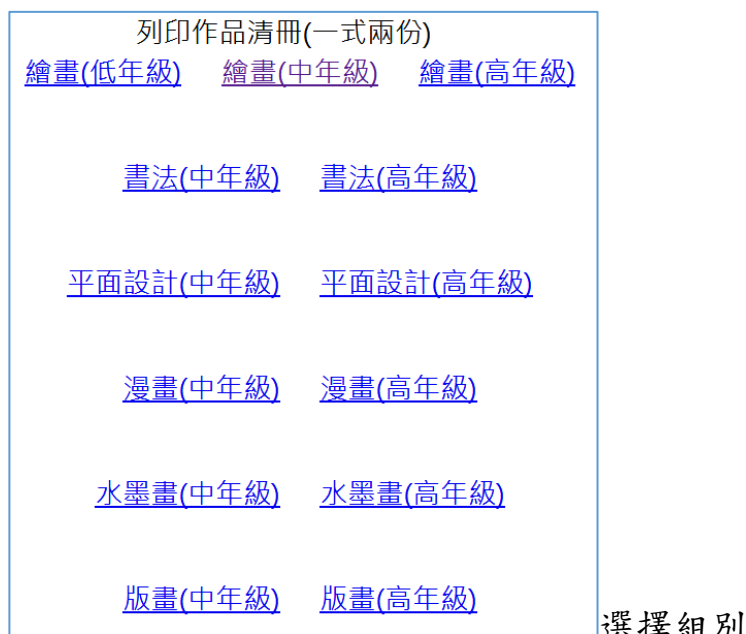 列印作品清冊(一式兩份)
繪畫(低年級) 繪畫(中年級) 繪畫(高年級)
書法(中年級) 書法(高年級)
平面設計(中年級) 平面設計(高年級)
漫畫(中年級) 漫畫(高年級)
水墨畫(中年級) 水墨畫(高年級)
版畫(中年級) 版畫(高年級)
選擇組別